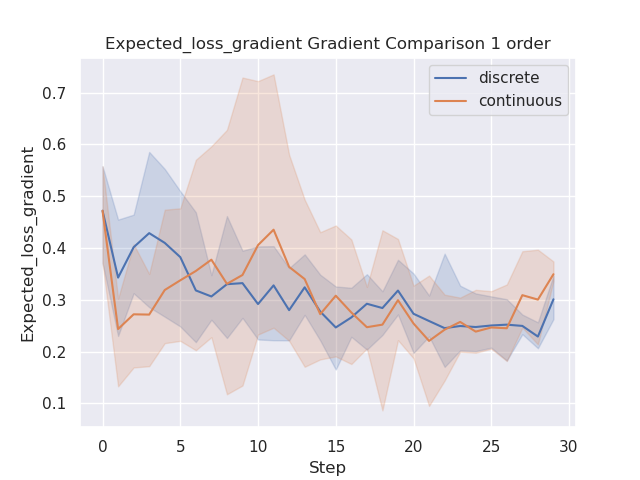 Expected_loss_gradient Gradient Comparison 1 order
discrete
continuous
0.7
0.6
0.5
0.4
0.3
0.2
0.1
Expected_loss_gradient
0 5 10 15 20 25 30
Step